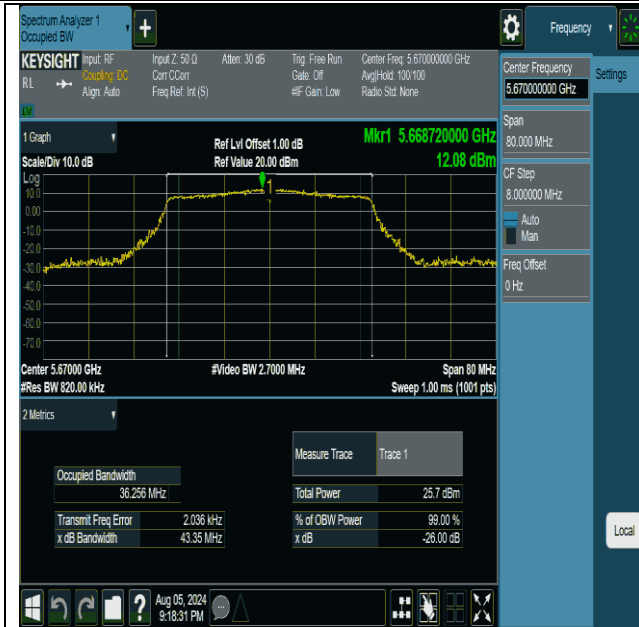 Spectrum Analyzer 1
Occupied BW
Frequency
KEYSIGHT Input: RF
RL
Coupling: DC
Align: Auto
Input Z: 50 Ω
Corr CCorr
Freq Ref: Int (S)
Atten: 30 dB
Trig: Free Run
Gate: Off
#IF Gain: Low
Center Freq: 5.670000000 GHz
Avg|Hold: 100/100
Radio Std: None
LM
1 Graph
Scale/Div 10.0 dB
Ref Lvl Offset 1.00 dB
Ref Value 20.00 dBm
Mkr1 5.668720000 GHz
12.08 dBm
Log
10.0
0.00
-10.0
-20.0
-30.0
-40.0
-50.0
-60.0
-70.0
1
Center 5.67000 GHz
#Res BW 820.00 kHz
#Video BW 2.7000 MHz
Span 80 MHz
Sweep 1.00 ms (1001 pts)
2 Metrics
Measure Trace Trace 1
Occupied Bandwidth
36.256 MHz
Total Power 25.7 dBm
Transmit Freq Error 2.036 kHz
% of OBW Power 99.00 %
x dB Bandwidth 43.35 MHz
x dB -26.00 dB
Center Frequency
5.670000000 GHz
Settings
Span
80.000 MHz
CF Step
8.000000 MHz
Auto
Man
Freq Offset
0 Hz
Local
?
Aug 05, 2024
9:18:31 PM